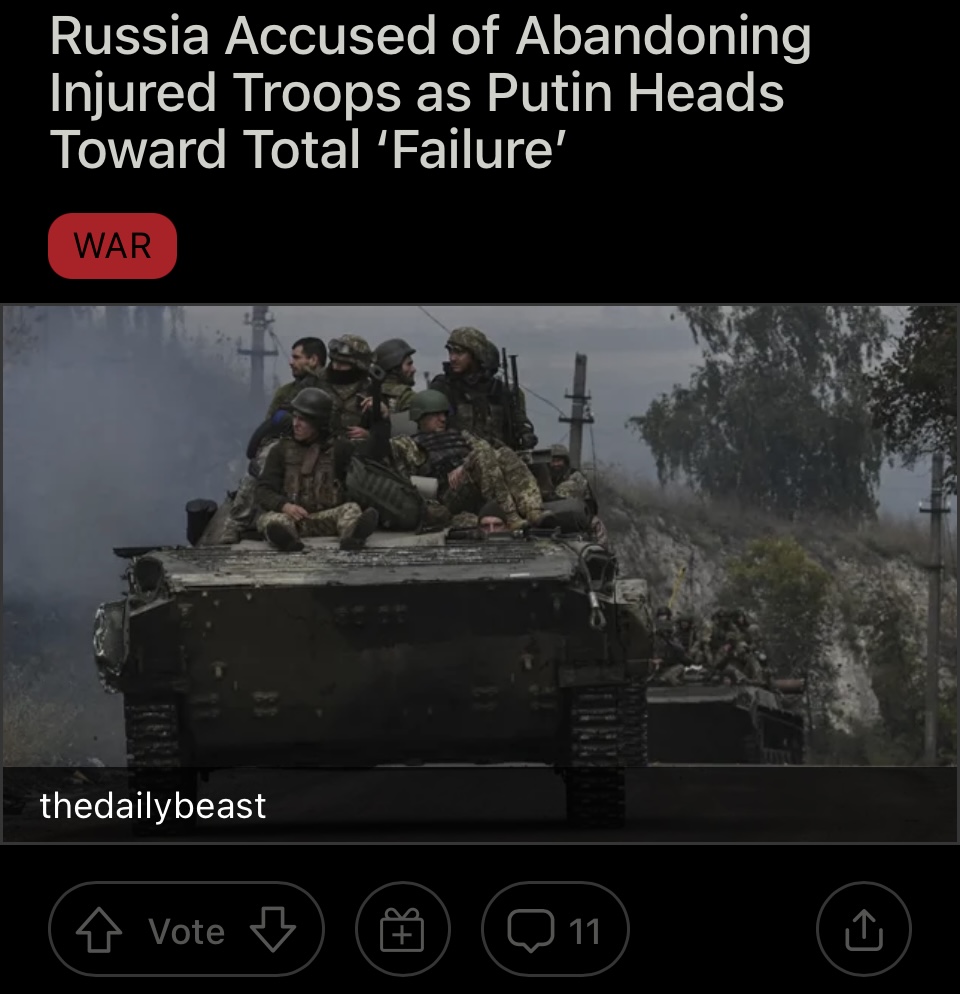 Russia Accused of Abandoning
Injured Troops as Putin Heads
Toward Total ‘Failure’
WAR
thedailybeast
Vote
11